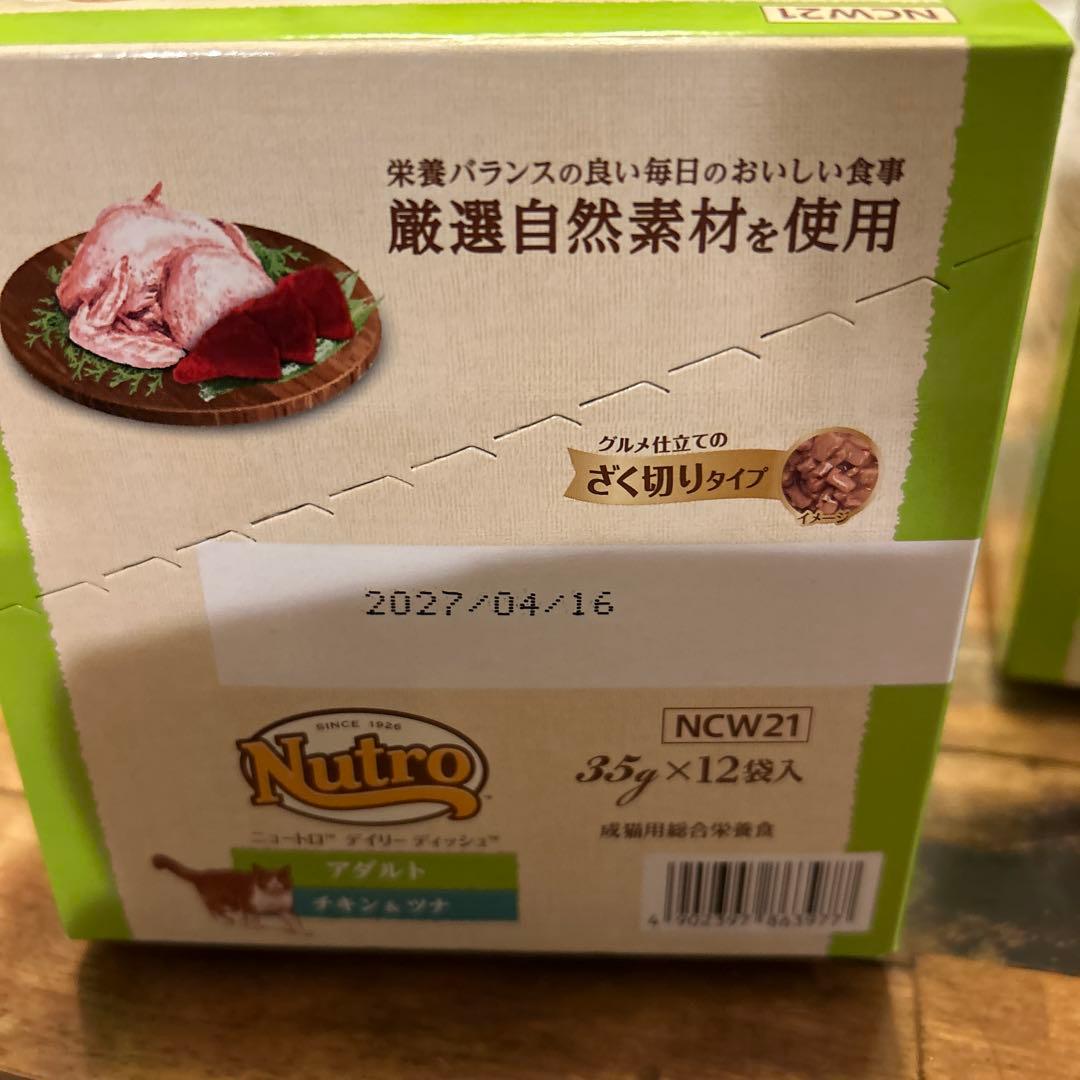 NCW21
栄養バランスの良い毎日のおいしい食事
厳選自然素材を使用
グルメ仕立ての
ざく切りタイプ
イメージ
2027/04/16
SINCE 1926
Nutro
NCW21
35g×12袋入
ニュートロ™ デイリー ディッシュ™
成猫用総合栄養食
アダルト
チキン&ツナ